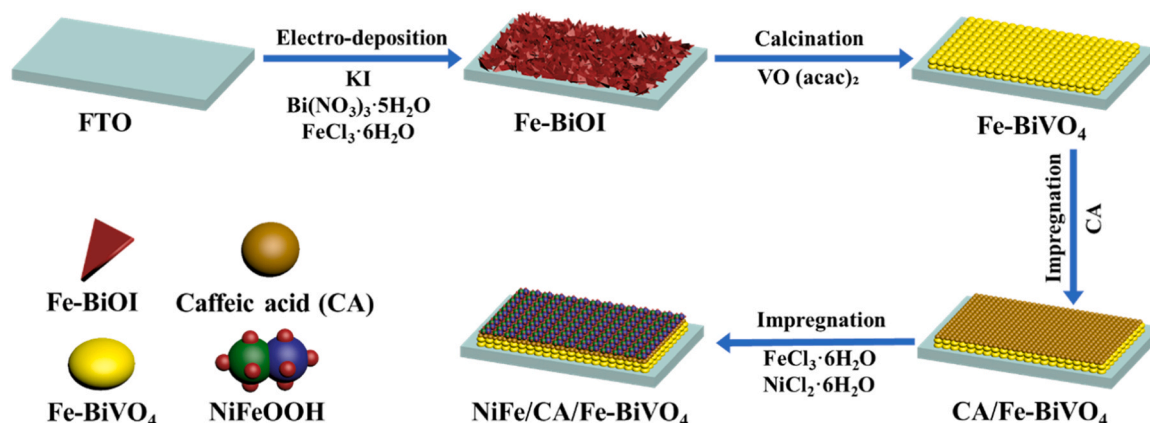 FTO
Electro-deposition
KI
Bi(NO₃)₃·5H₂O
FeCl₃·6H₂O
Fe-BiOI
Calcination
VO (acac)₂
Fe-BiVO₄
Impregnation
CA
CA/Fe-BiVO₄
Impregnation
FeCl₃·6H₂O
NiCl₂·6H₂O
NiFe/CA/Fe-BiVO₄
Fe-BiOI
Caffeic acid (CA)
Fe-BiVO₄
NiFeOOH